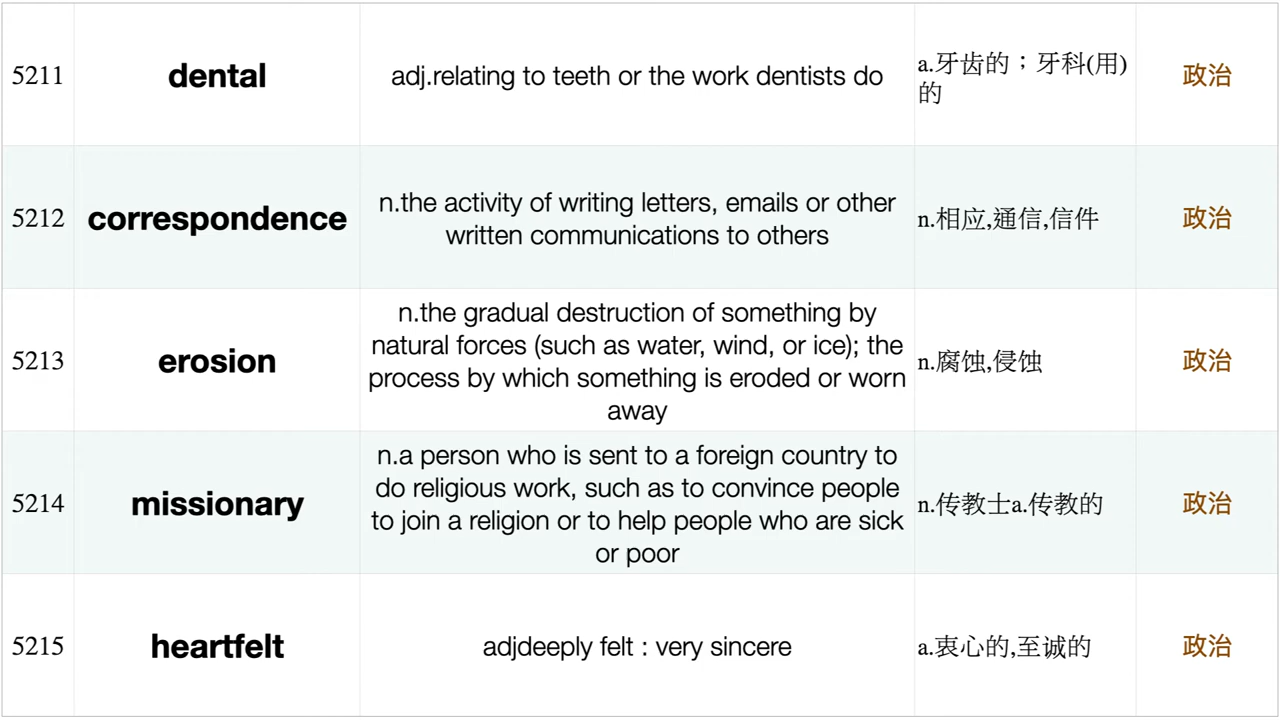 5211 dental adj.relating to teeth or the work dentists do a.牙齿的；牙科(用)
的 政治
5212 correspondence n.the activity of writing letters, emails or other
written communications to others n.相应,通信,信件 政治
5213 erosion n.the gradual destruction of something by
natural forces (such as water, wind, or ice); the
process by which something is eroded or worn
away n.腐蚀,侵蚀 政治
5214 missionary n.a person who is sent to a foreign country to
do religious work, such as to convince people
to join a religion or to help people who are sick
or poor n.传教士a.传教的 政治
5215 heartfelt adjdeeply felt : very sincere a.衷心的,至诚的 政治